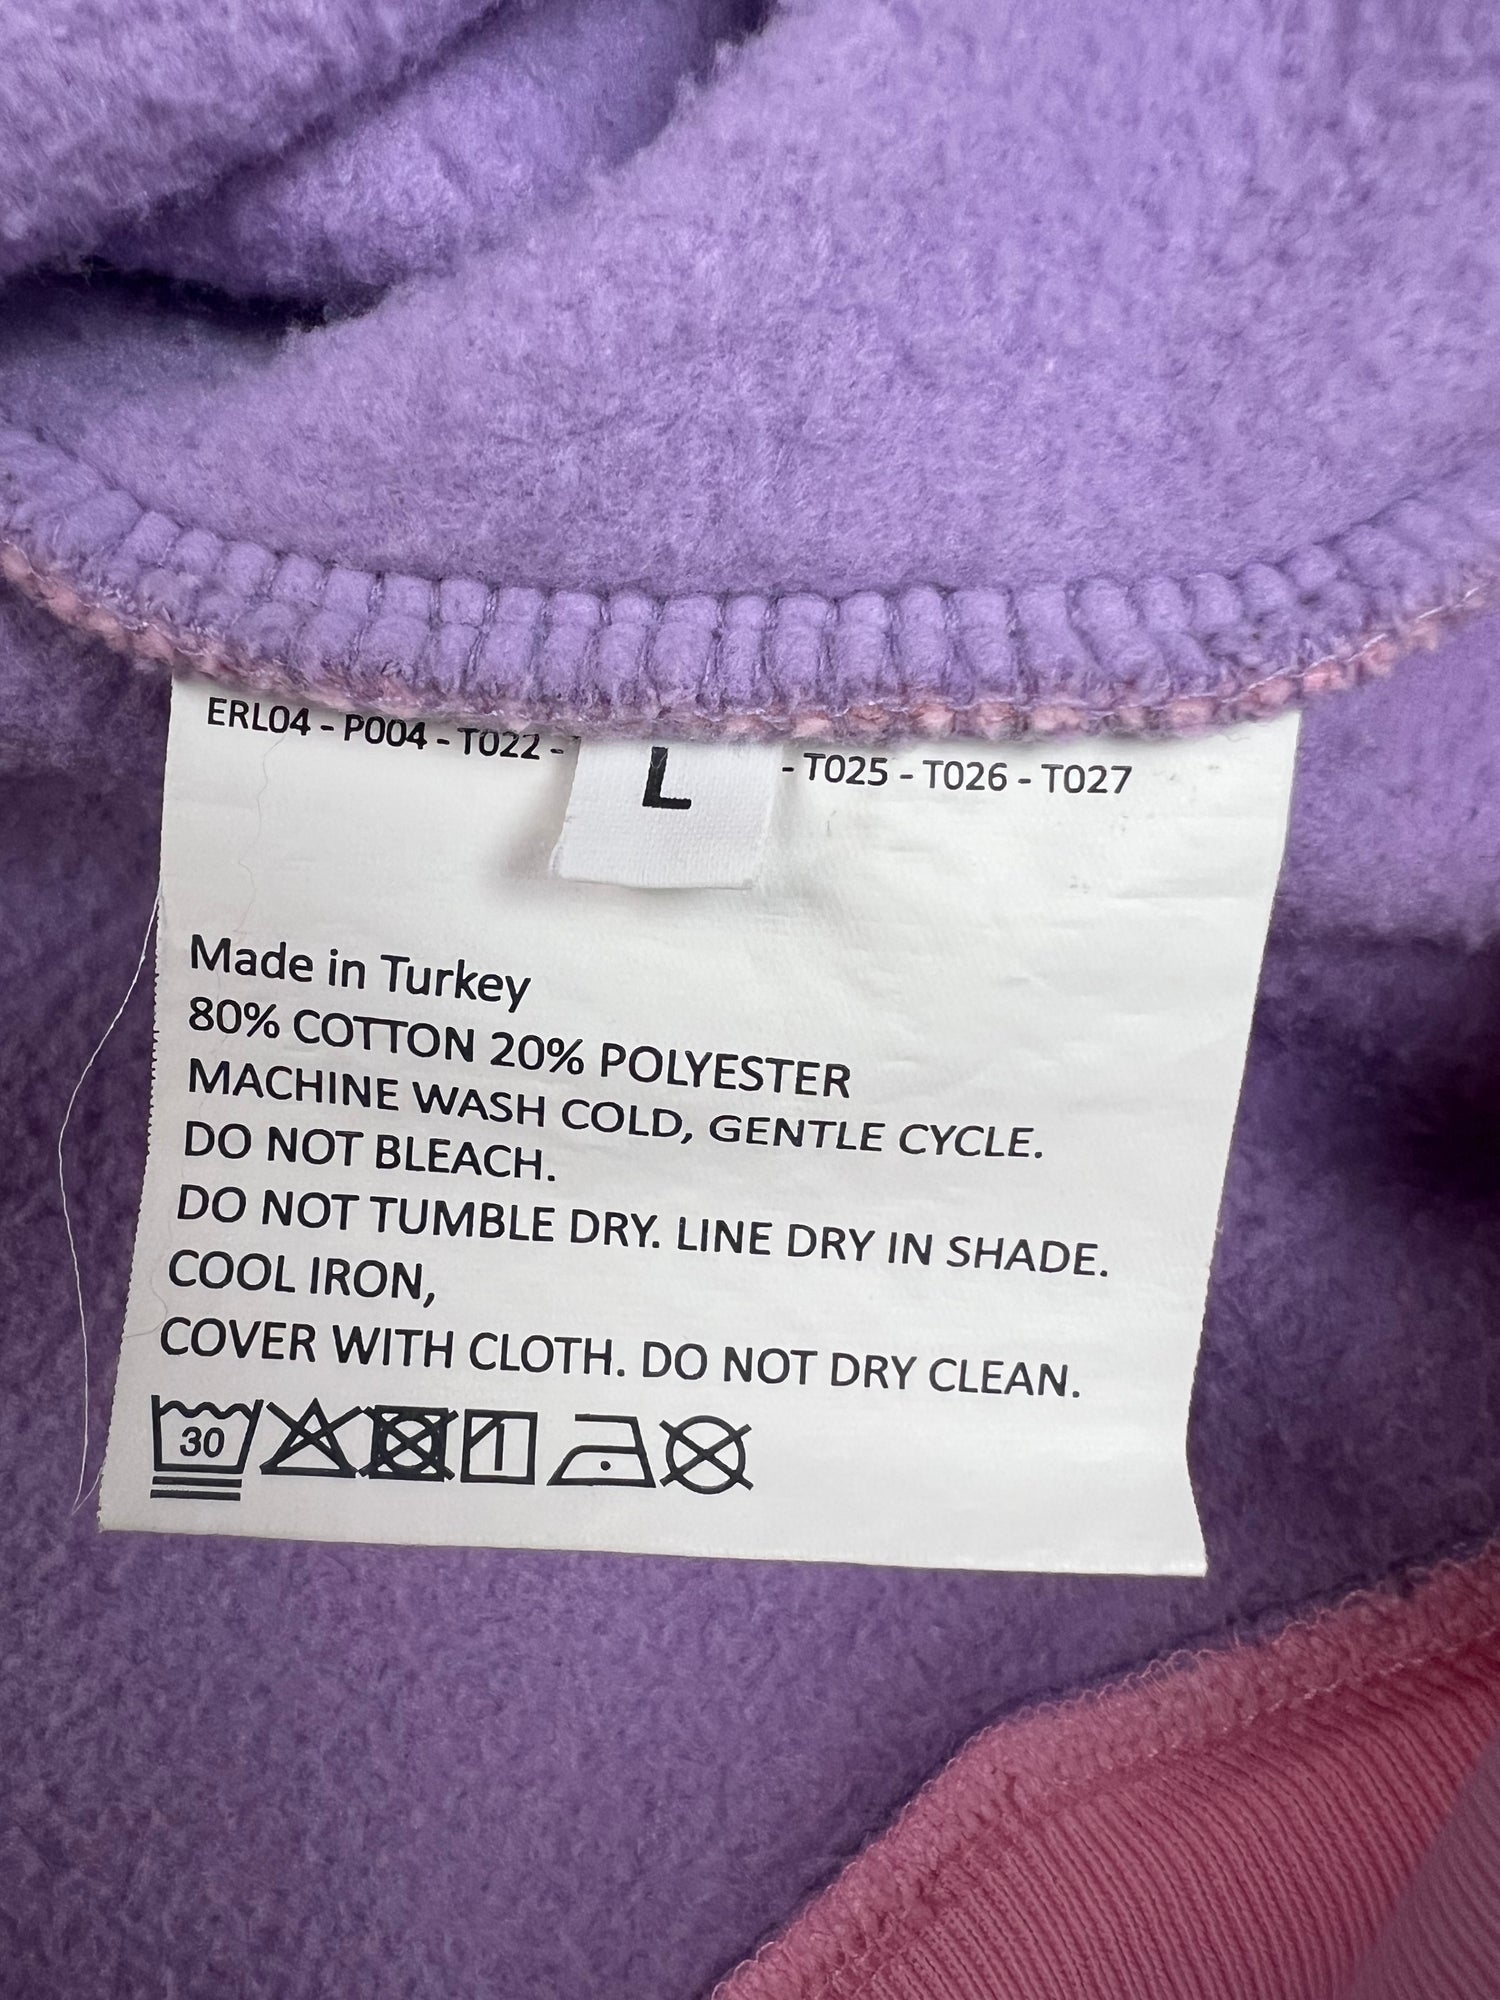 ERL04 - P004 - T022 - L - T025 - T026 - T027
Made in Turkey
80% COTTON 20% POLYESTER
MACHINE WASH COLD, GENTLE CYCLE.
DO NOT BLEACH.
DO NOT TUMBLE DRY. LINE DRY IN SHADE.
COOL IRON,
COVER WITH CLOTH. DO NOT DRY CLEAN.
30